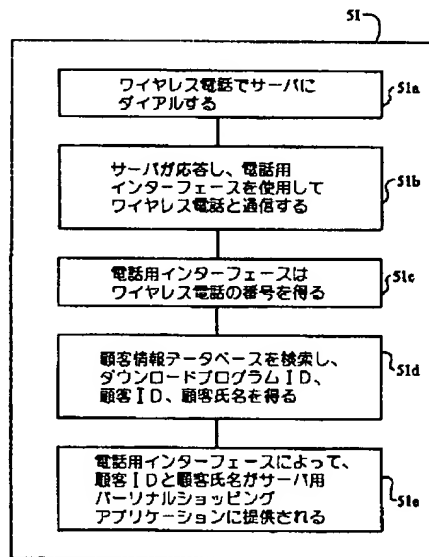 51
ワイヤレス電話でサーバに
ダイアルする
51a
サーバが応答し、電話用
インターフェースを使用して
ワイヤレス電話と通信する
51b
電話用インターフェースは
ワイヤレス電話の番号を得る
51c
顧客情報データベースを検索し、
ダウンロードプログラムID、
顧客ID、顧客氏名を得る
51d
電話用インターフェースによって、
顧客IDと顧客氏名がサーバ用
パーソナルショッピング
アプリケーションに提供される
51e